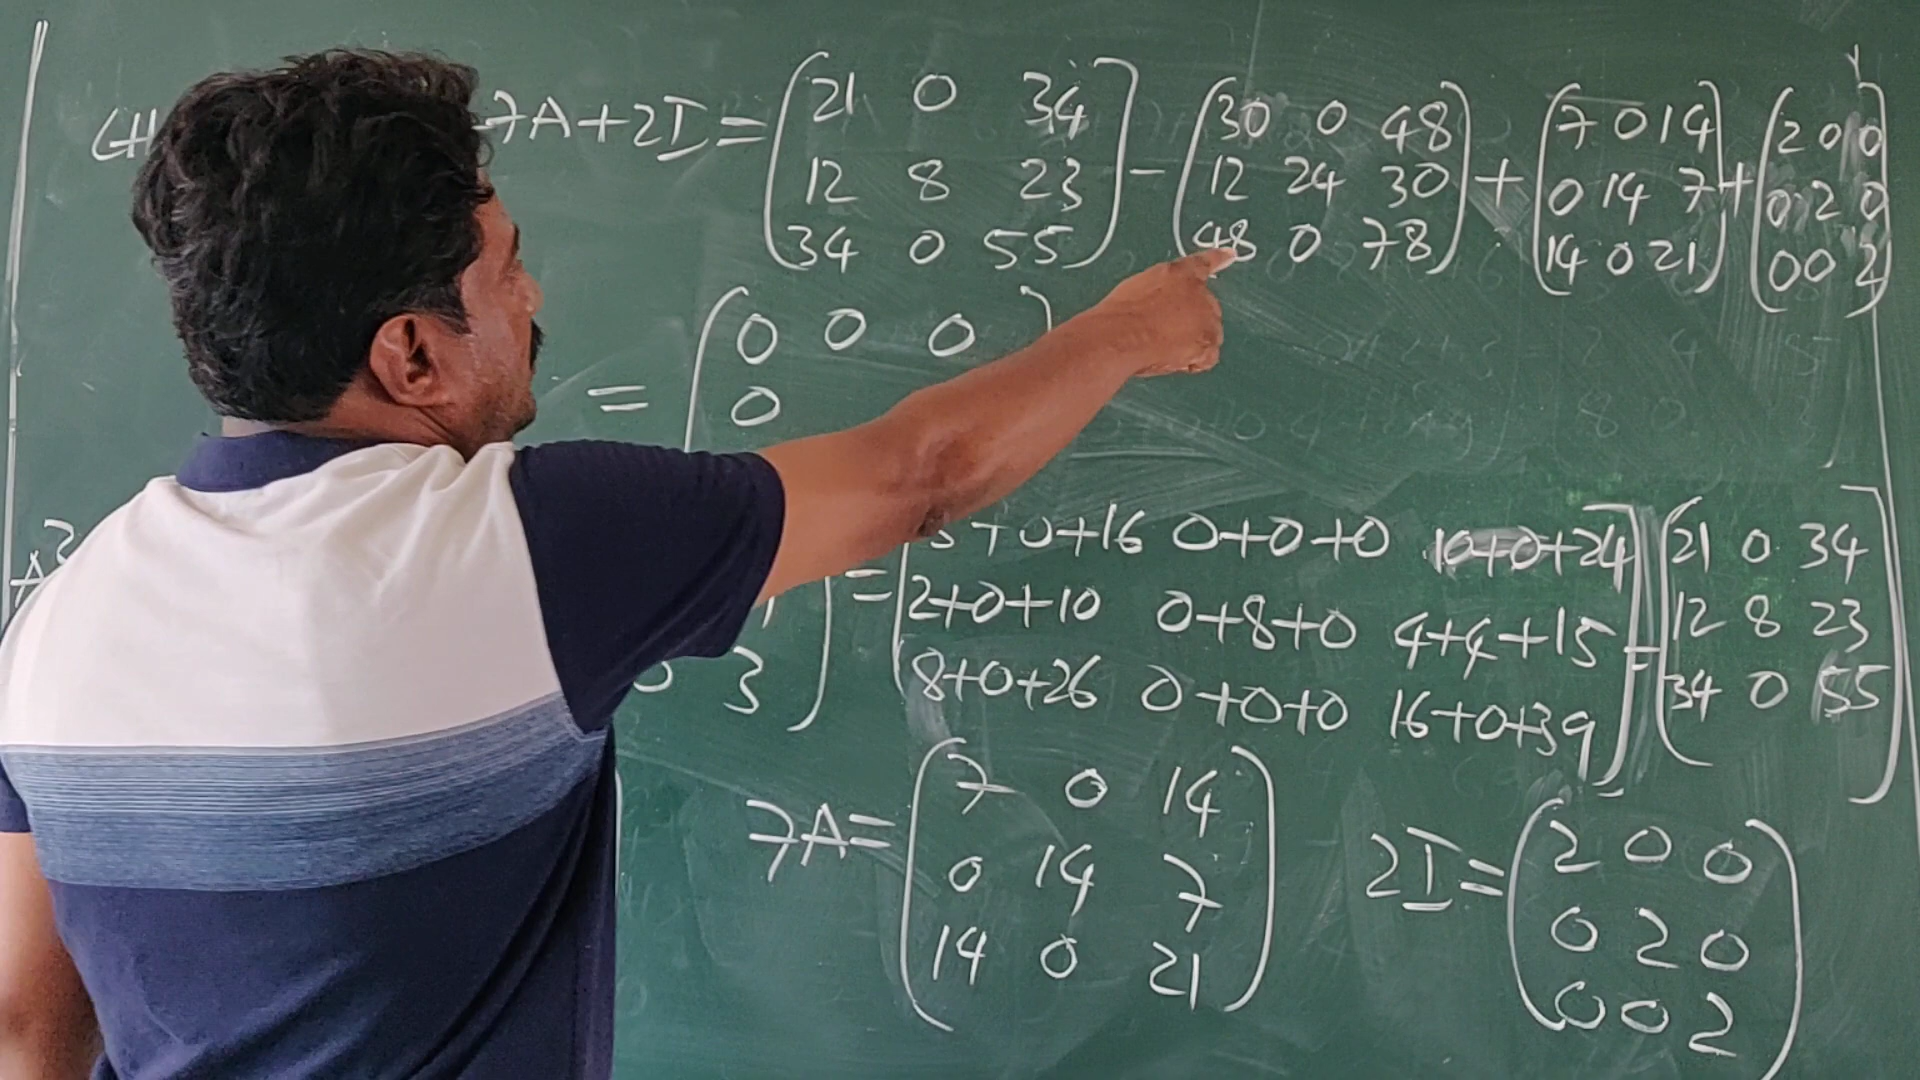 LH 7A+2I = (21 0 34) - (30 0 48) + (7 0 14) + (2 0 0)
(12 8 23) (12 24 30) (0 14 7) (0 2 0)
(34 0 55) (48 0 78) (14 0 21) (0 0 2)
= (0 0 0)
0
+0+16 0+0+0 10+0+24] = [21 0 34]
A = [2+0+10 0+8+0 4+4+15 12 8 23
3 8+0+26 0+0+0 16+0+39 34 0 55
7A = (7 0 14) 2I = (2 0 0)
0 14 7 0 2 0
14 0 21 0 0 2